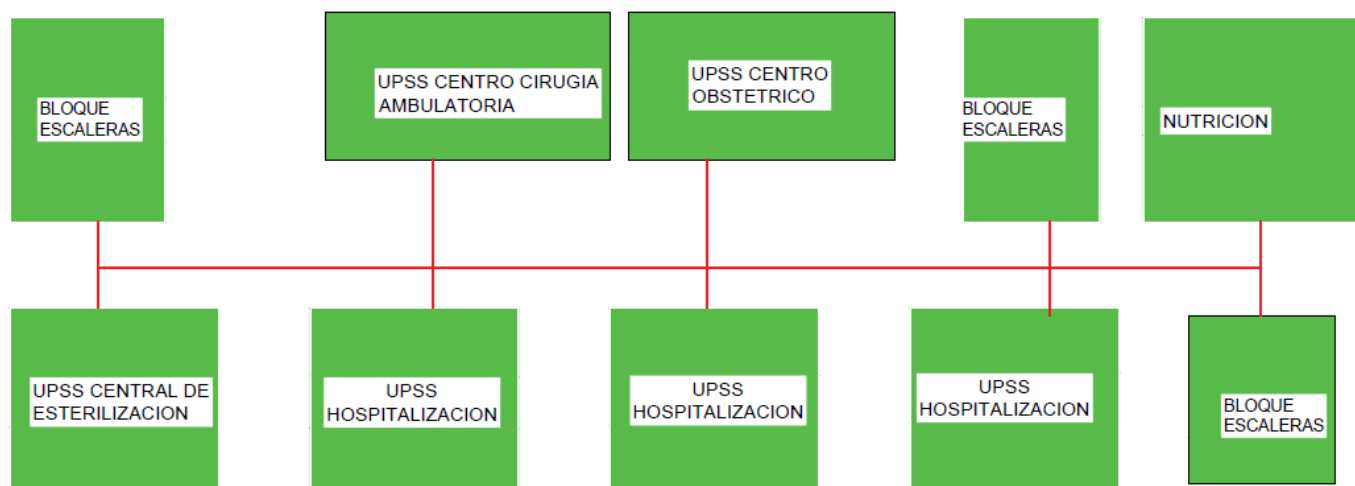 BLOQUE
ESCALERAS
UPSS CENTRO CIRUGIA
AMBULATORIA
UPSS CENTRO
OBSTETRICO
BLOQUE
ESCALERAS
NUTRICION
UPSS CENTRAL DE
ESTERILIZACION
UPSS
HOSPITALIZACION
UPSS
HOSPITALIZACION
UPSS
HOSPITALIZACION
BLOQUE
ESCALERAS